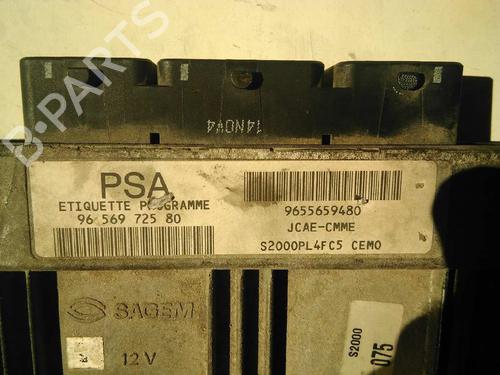 14NOV4
PSA
ETIQUETTE PROGRAMME
96 569 725 80
9655659480
JCAE-CMME
S2000PL4FC5 CEMO
SAGEM
12 V
S2000
075
B-Parts